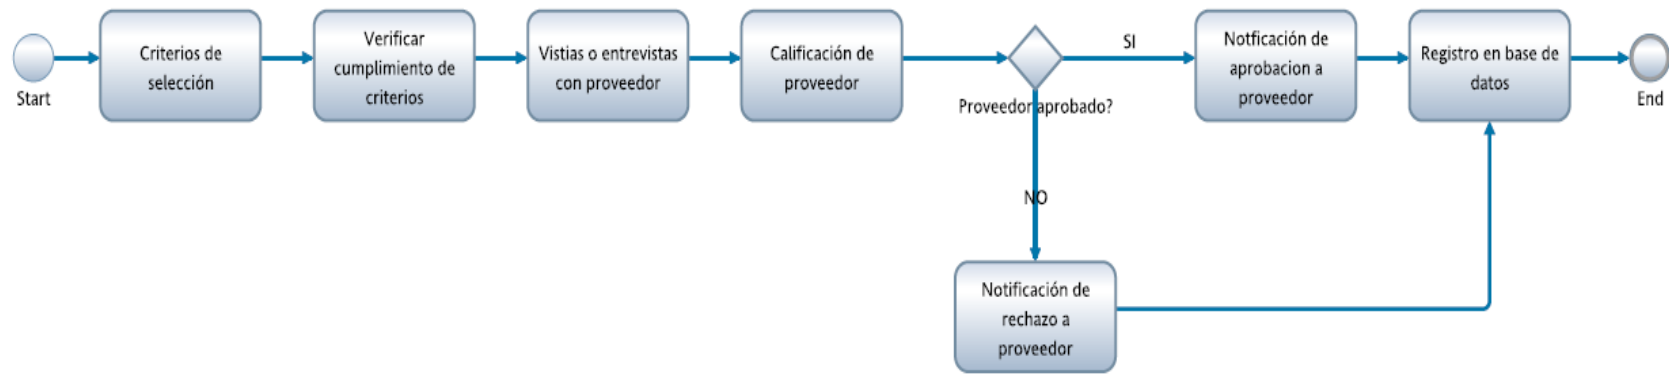 Start
Criterios de
selección
Verificar
cumplimiento de
criterios
Vistias o entrevistas
con proveedor
Calificación de
proveedor
Proveedor aprobado?
SI
NO
Notficación de
aprobacion a
proveedor
Registro en base de
datos
End
Notificación de
rechazo a
proveedor